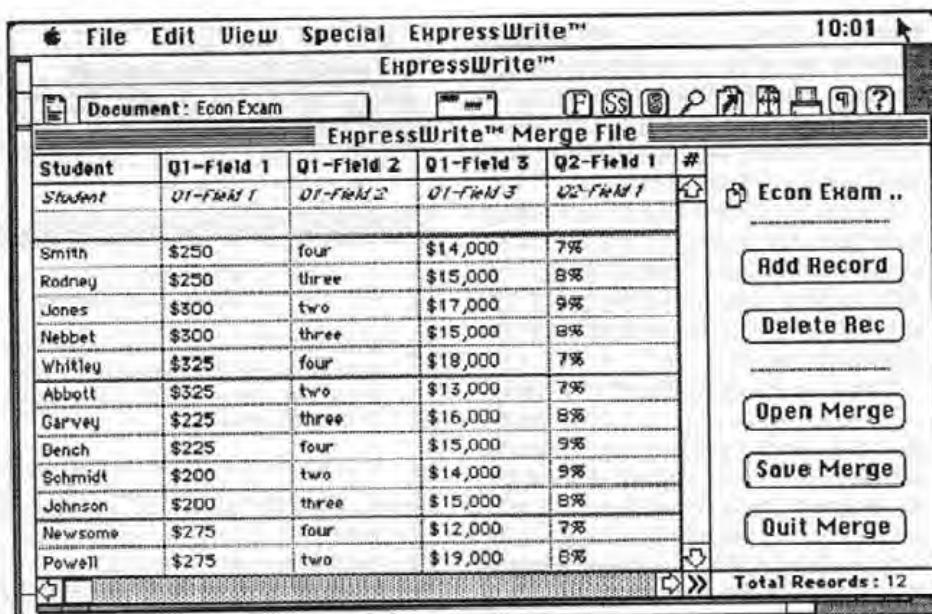 File Edit View Special ExpressWrite™ 10:01
ExpressWrite™
Document: Econ Exam F Ss ¶ ?
ExpressWrite™ Merge File
Student Q1-Field 1 Q1-Field 2 Q1-Field 3 Q2-Field 1 #
Student Q1-Field 1 Q1-Field 2 Q1-Field 3 Q2-Field 1
Econ Exam ..
Smith $250 four $14,000 7%
Add Record
Rodney $250 three $15,000 8%
Jones $300 two $17,000 9%
Delete Rec
Nebbet $300 three $15,000 8%
Whitley $325 four $18,000 7%
Abbott $325 two $13,000 7%
Open Merge
Garvey $225 three $16,000 8%
Dench $225 four $15,000 9%
Save Merge
Schmidt $200 two $14,000 9%
Johnson $200 three $15,000 8%
Quit Merge
Newsome $275 four $12,000 7%
Powell $275 two $19,000
Total Records: 12